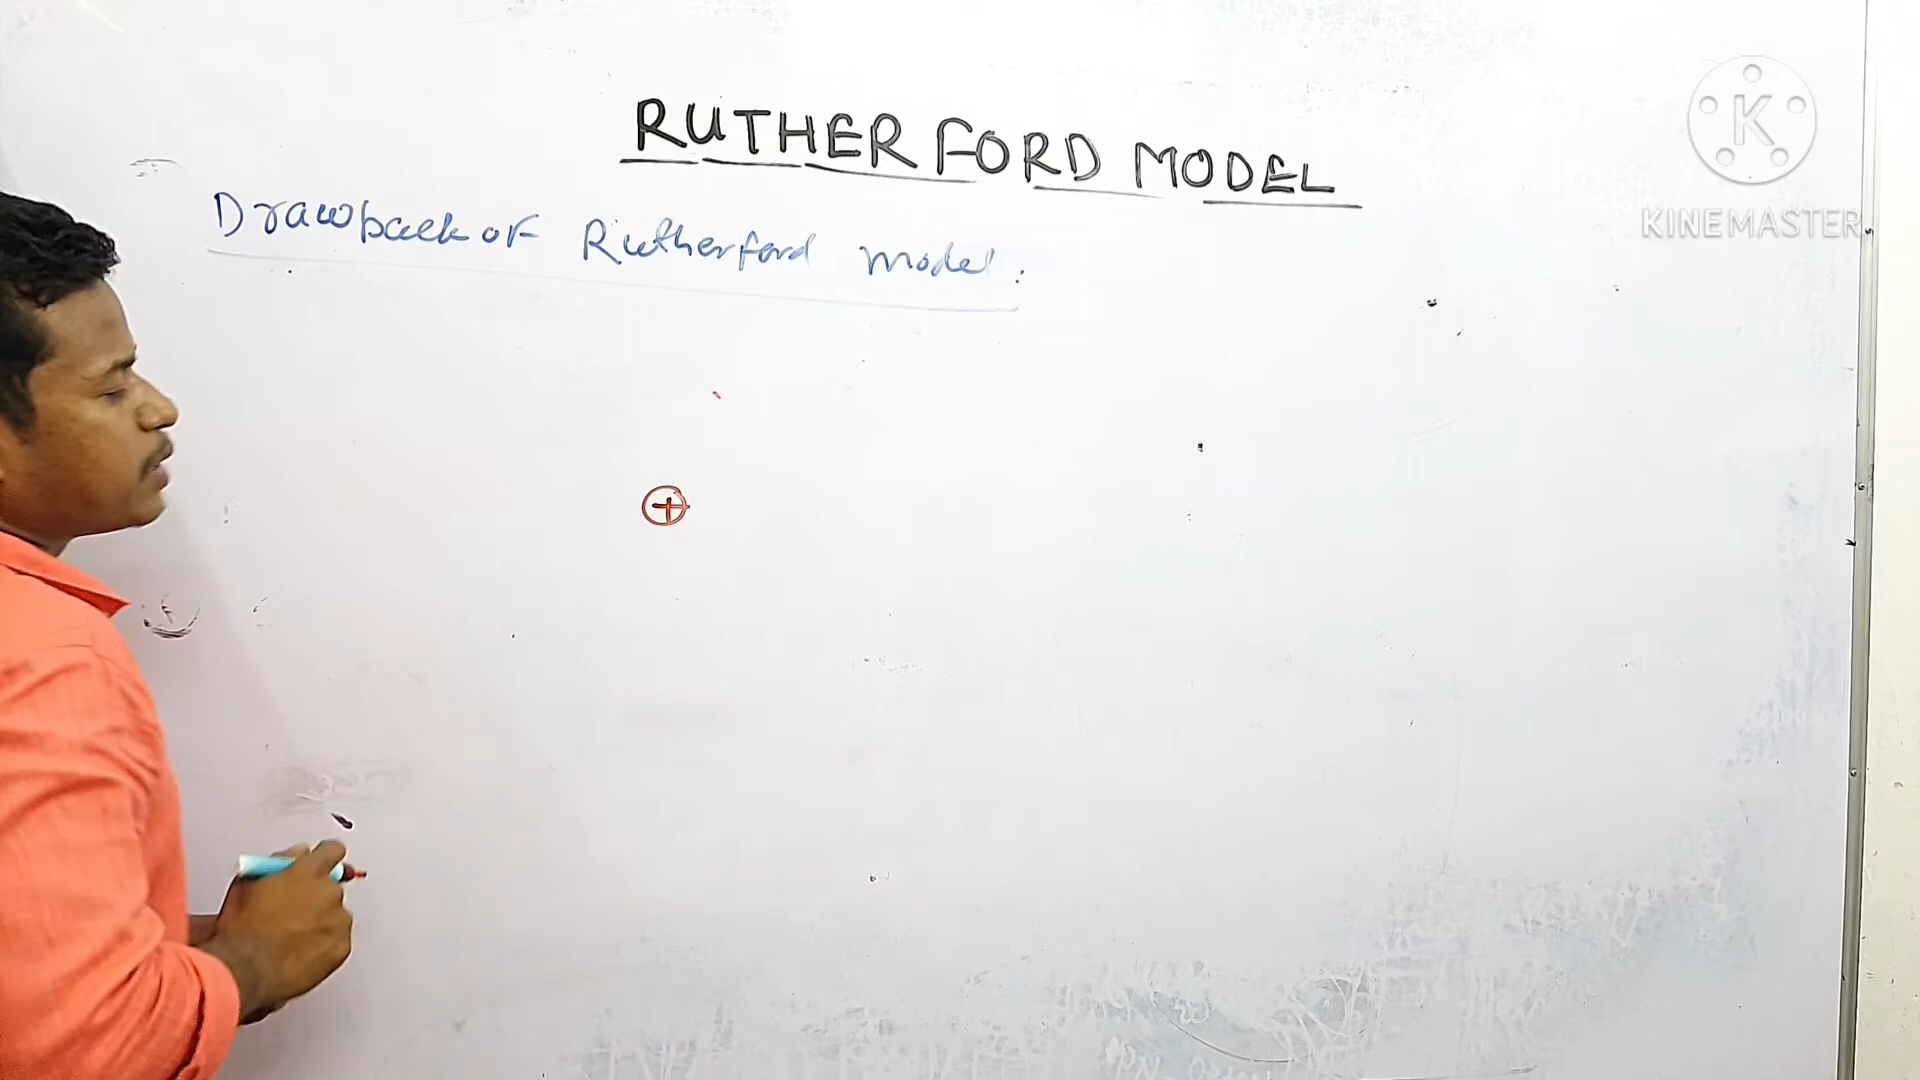 RUTHERFORD MODEL
K
KINEMASTER
Drawback of Rutherford model:
+